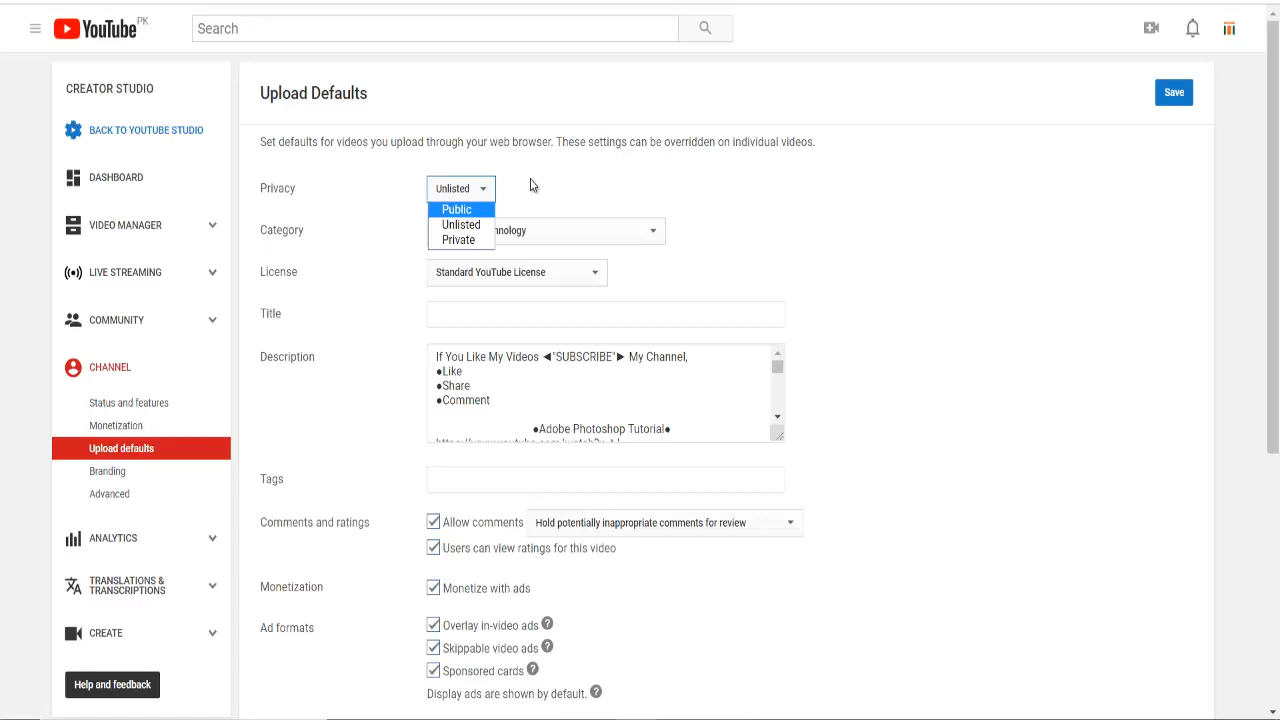 YouTube PK
Search
CREATOR STUDIO
BACK TO YOUTUBE STUDIO
DASHBOARD
VIDEO MANAGER
LIVE STREAMING
COMMUNITY
CHANNEL
Status and features
Monetization
Upload defaults
Branding
Advanced
ANALYTICS
TRANSLATIONS &
TRANSCRIPTIONS
CREATE
Help and feedback
Upload Defaults
Save
Set defaults for videos you upload through your web browser. These settings can be overridden on individual videos.
Privacy
Unlisted
Public
Unlisted
Private
Category
nology
License
Standard YouTube License
Title
Description
If You Like My Videos ◄"SUBSCRIBE"► My Channel,
●Like
●Share
●Comment
●Adobe Photoshop Tutorial●
Tags
Comments and ratings
Allow comments
Hold potentially inappropriate comments for review
Users can view ratings for this video
Monetization
Monetize with ads
Ad formats
Overlay in-video ads
Skippable video ads
Sponsored cards
Display ads are shown by default.